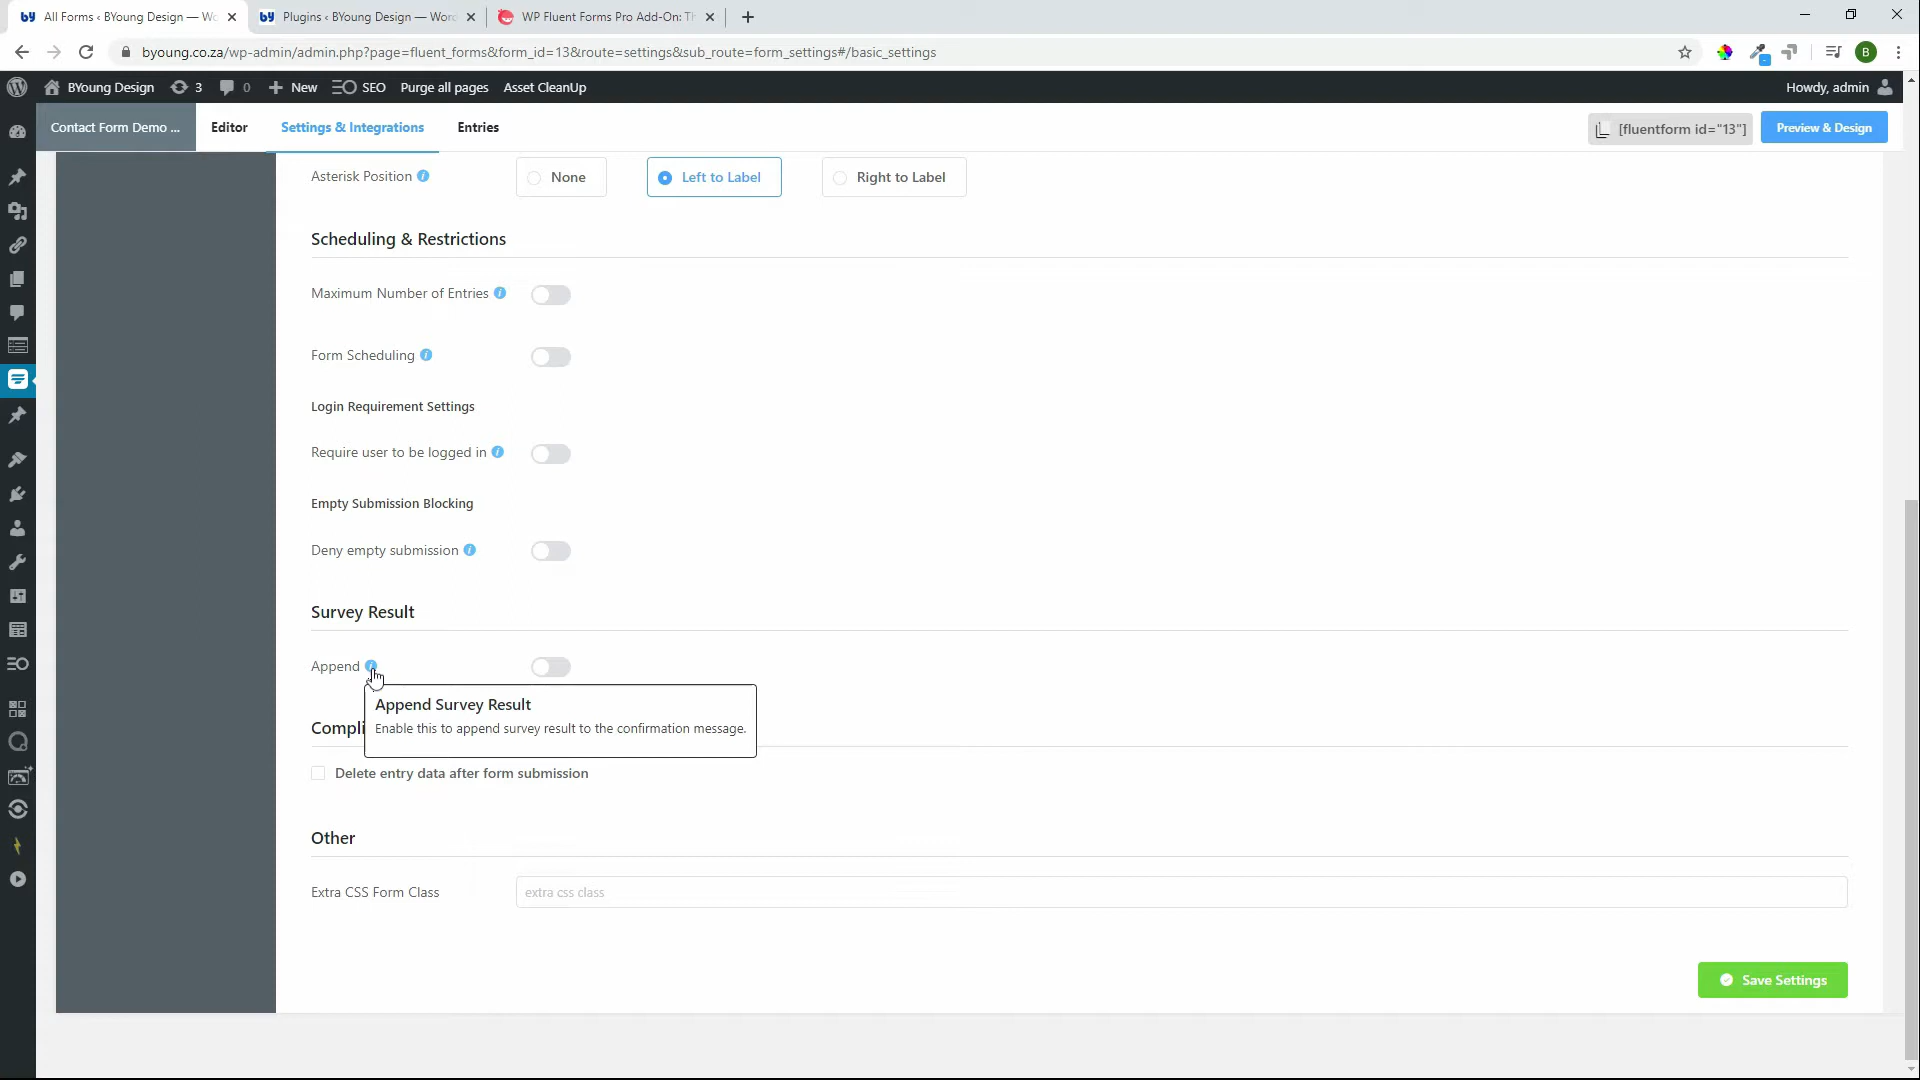 All Forms ‹ BYoung Design — Wo
Plugins ‹ BYoung Design — Word
WP Fluent Forms Pro Add-On: Th
byoung.co.za/wp-admin/admin.php?page=fluent_forms&form_id=13&route=settings&sub_route=form_settings#/basic_settings
B
BYoung Design 3 0 New SEO Purge all pages Asset CleanUp Howdy, admin
Contact Form Demo ... Editor Settings & Integrations Entries [fluentform id="13"] Preview & Design
Asterisk Position None Left to Label Right to Label
Scheduling & Restrictions
Maximum Number of Entries
Form Scheduling
Login Requirement Settings
Require user to be logged in
Empty Submission Blocking
Deny empty submission
Survey Result
Append
Append Survey Result
Enable this to append survey result to the confirmation message.
Compli
Delete entry data after form submission
Other
Extra CSS Form Class extra css class
Save Settings